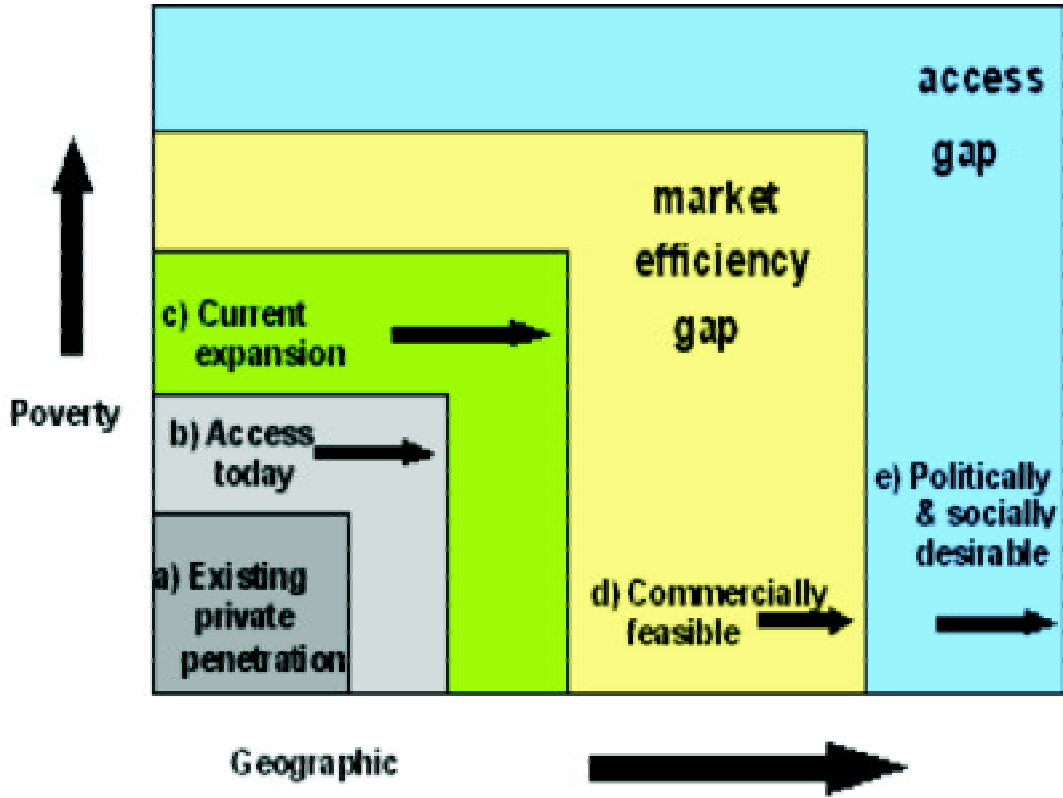 access
gap
market
efficiency
gap
c) Current
expansion
Poverty
b) Access
today
e) Politically
& socially
desirable
a) Existing
private
penetration
d) Commercially
feasible
Geographic